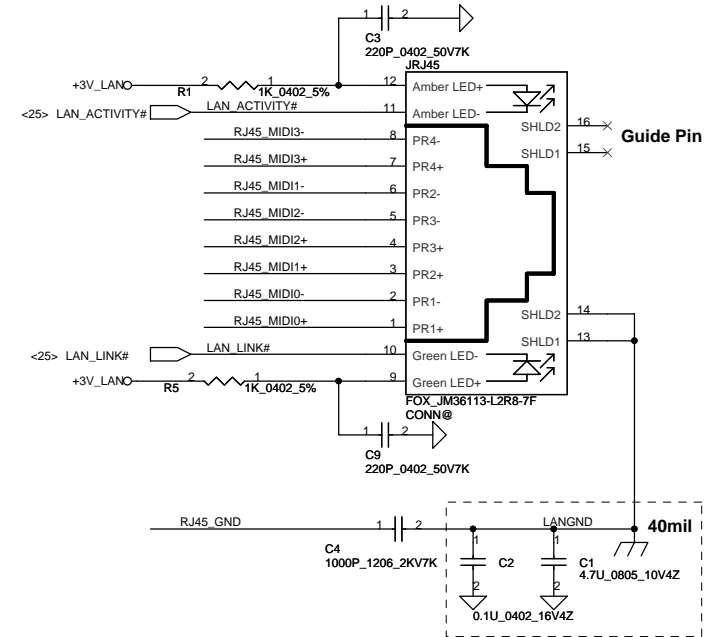 1 2
C3
220P_0402_50V7K
JRJ45
+3V_LAN R1 2 1 1K_0402_5% 12 Amber LED+
<25> LAN_ACTIVITY# LAN_ACTIVITY# 11 Amber LED-
SHLD2 16
Guide Pin
RJ45_MIDI3- 8 PR4-
SHLD1 15
RJ45_MIDI3+ 7 PR4+
RJ45_MIDI1- 6 PR2-
RJ45_MIDI2- 5 PR3-
RJ45_MIDI2+ 4 PR3+
RJ45_MIDI1+ 3 PR2+
RJ45_MIDI0- 2 PR1-
SHLD2 14
RJ45_MIDI0+ 1 PR1+
SHLD1 13
<25> LAN_LINK# LAN_LINK# 10 Green LED-
+3V_LAN R5 2 1 1K_0402_5% 9 Green LED+
FOX_JM36113-L2R8-7F
CONN@
1 2
C9
220P_0402_50V7K
RJ45_GND 1 2 LANGND 40mil
C4
1000P_1206_2KV7K
1 2 C2
0.1U_0402_16V4Z
1 2 C1
4.7U_0805_10V4Z